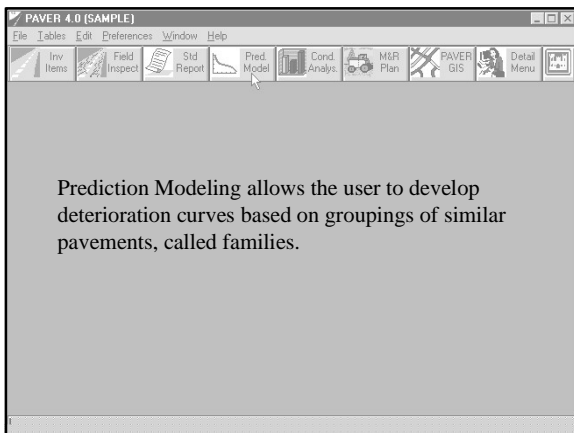 PAVER 4.0 (SAMPLE)
File Tables Edit Preferences Window Help
Inv Items
Field Inspect
Std Report
Pred. Model
Cond. Analys.
M&R Plan
PAVER GIS
Detail Menu
Prediction Modeling allows the user to develop
deterioration curves based on groupings of similar
pavements, called families.